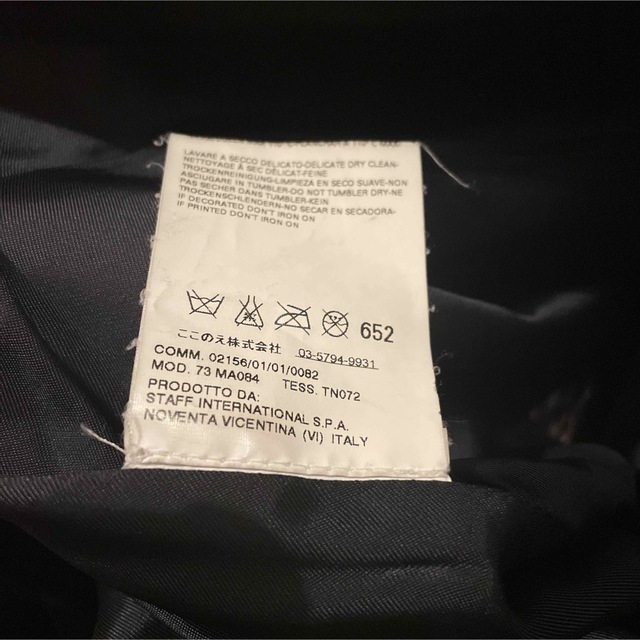 LAVARE A SECCO DELICATO-DELICATE DRY CLEAN-
NETTOYAGE A SEC DÉLICAT-FEINE
TROCKENREINIGUNG-LIMPIEZA EN SECO SUAVE-NON
ASCIUGARE IN TUMBLER-DO NOT TUMBLER DRY-NE
PAS SECHER DANS TUMBLER-KEIN
TROCKENSCHLENDERN-NO SECAR EN SECADORA-
IF DECORATED DON'T IRON ON
IF PRINTED DON'T IRON ON
652
ここのえ株式会社 03-5794-9931
COMM. 02156/01/01/0082
MOD. 73 MA084 TESS. TN072
PRODOTTO DA:
STAFF INTERNATIONAL S.P.A.
NOVENTA VICENTINA (VI) ITALY